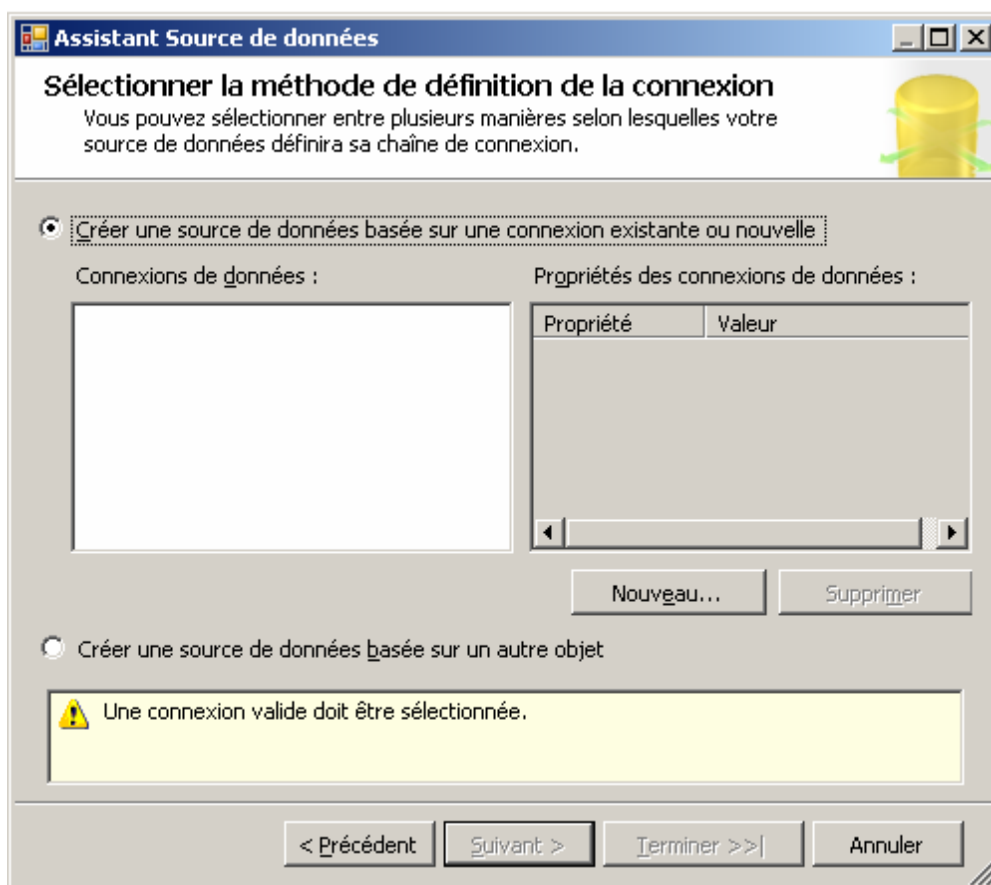 Assistant Source de données
Sélectionner la méthode de définition de la connexion
Vous pouvez sélectionner entre plusieurs manières selon lesquelles votre
source de données définira sa chaîne de connexion.
Créer une source de données basée sur une connexion existante ou nouvelle
Connexions de données :
Propriétés des connexions de données :
Propriété Valeur
Nouveau... Supprimer
Créer une source de données basée sur un autre objet
Une connexion valide doit être sélectionnée.
< Précédent Suivant > Terminer >>| Annuler